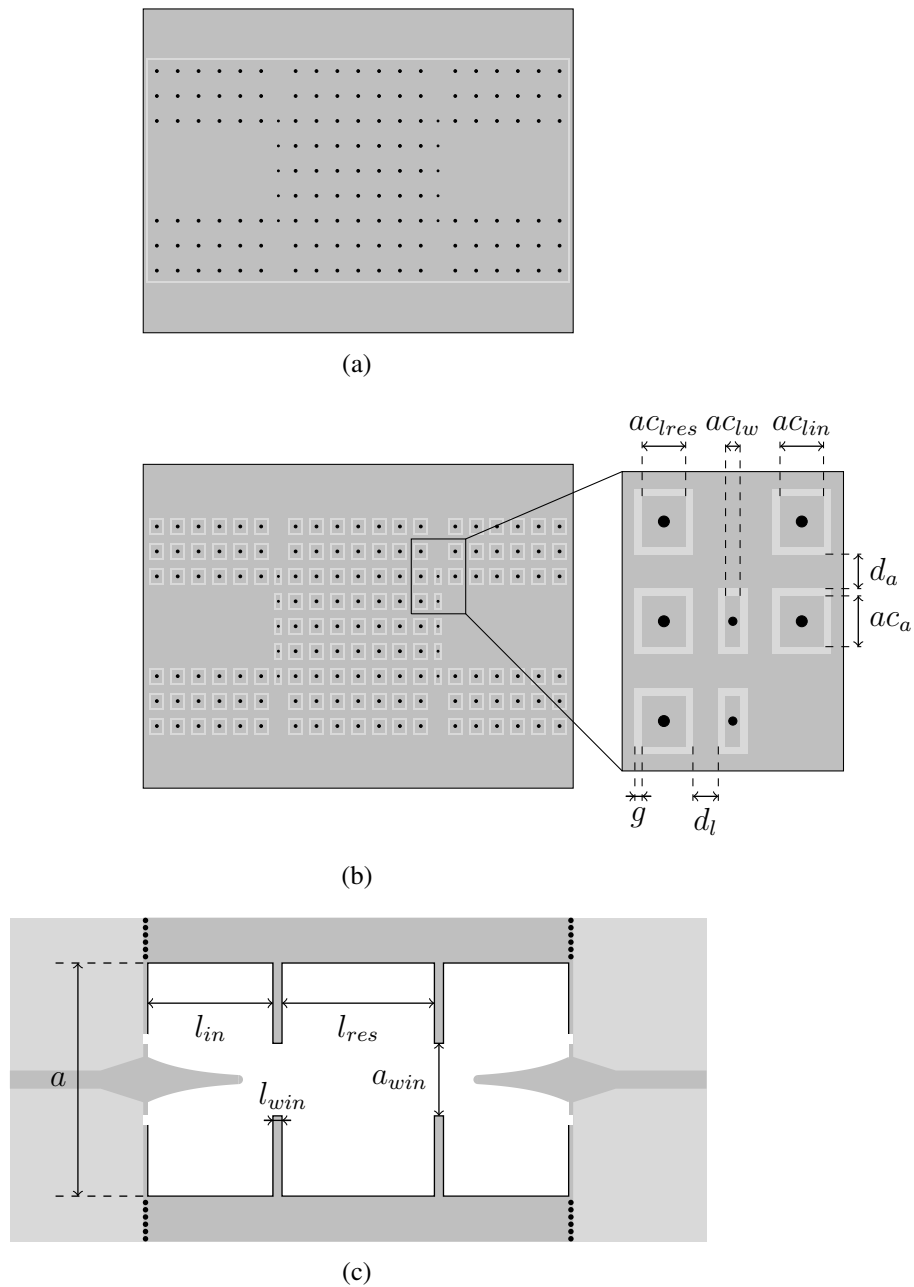 (a)
ac_{lres} ac_{lw} ac_{lin}
d_a
ac_a
g d_l
(b)
l_{in} l_{res}
a a_{win}
l_{win}
(c)